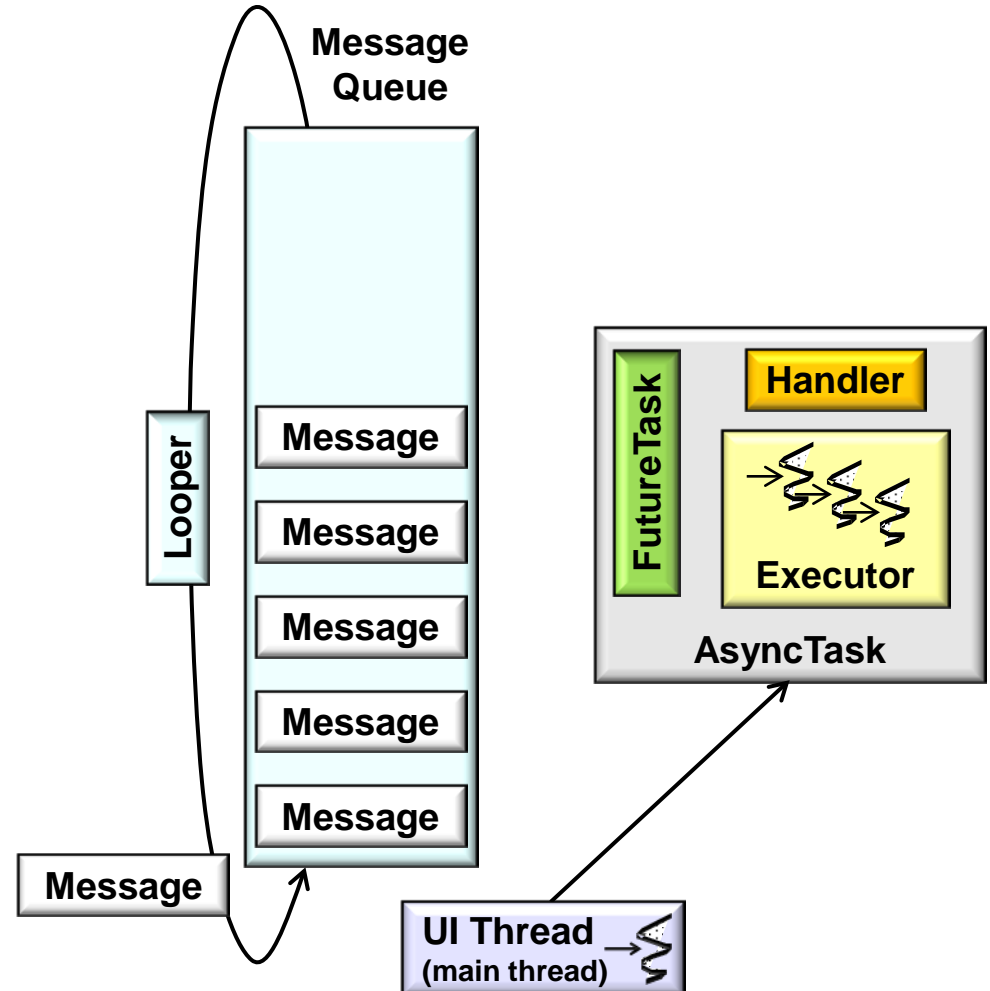 Message
Queue
Looper
Message
Message
Message
Message
Message
Message
FutureTask
Handler
Executor
AsyncTask
UI Thread
(main thread)